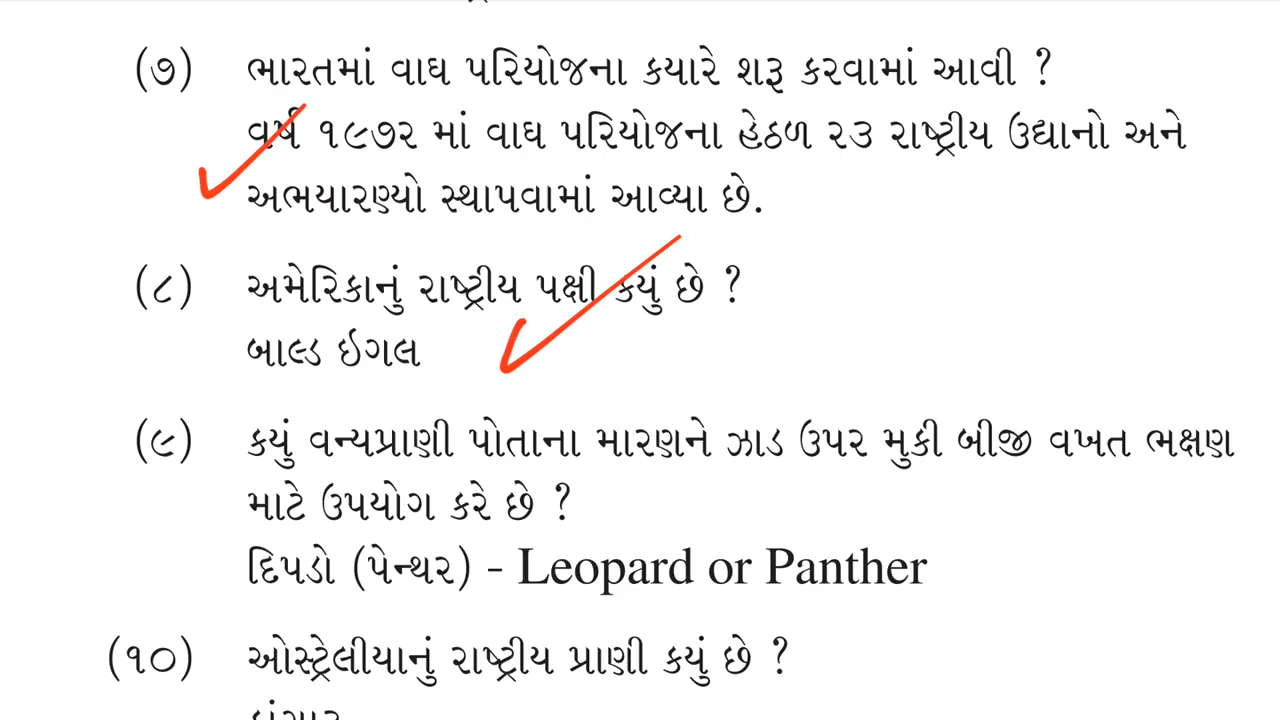 (૭) ભારતમાં વાઘ પરિયોજના કયારે શરૂ કરવામાં આવી ?
વર્ષ ૧૯૭૨ માં વાઘ પરિયોજના હેઠળ ૨૩ રાષ્ટ્રીય ઉદ્યાનો અને
અભયારણ્યો સ્થાપવામાં આવ્યા છે.
(૮) અમેરિકાનું રાષ્ટ્રીય પક્ષી કયું છે ?
બાલ્ડ ઇગલ
(૯) કયું વન્યપ્રાણી પોતાના મારણને ઝાડ ઉપર મુકી બીજી વખત ભક્ષણ
માટે ઉપયોગ કરે છે ?
દિપડો (પેન્થર) - Leopard or Panther
(૧૦) ઓસ્ટ્રેલીયાનું રાષ્ટ્રીય પ્રાણી કયું છે ?